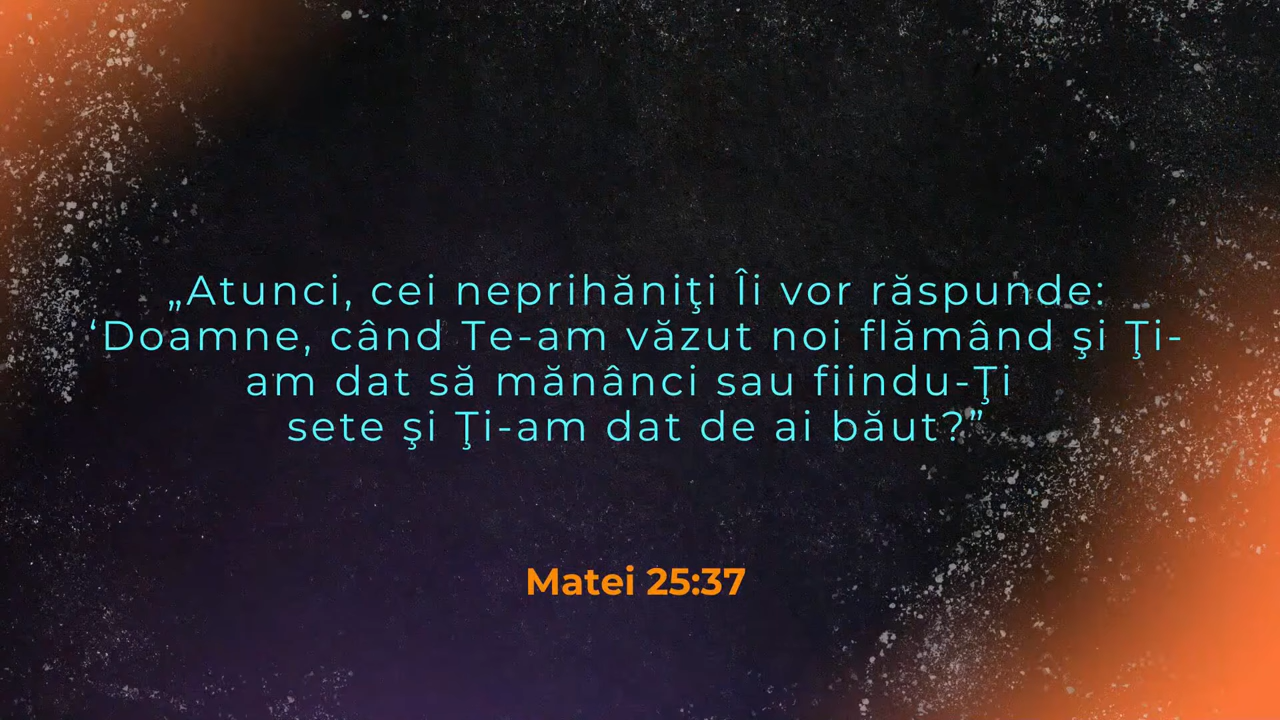 „Atunci, cei neprihăniţi Îi vor răspunde:
‘Doamne, când Te-am văzut noi flămând şi Ţi-
am dat să mănânci sau fiindu-Ţi
sete şi Ţi-am dat de ai băut?”
Matei 25:37